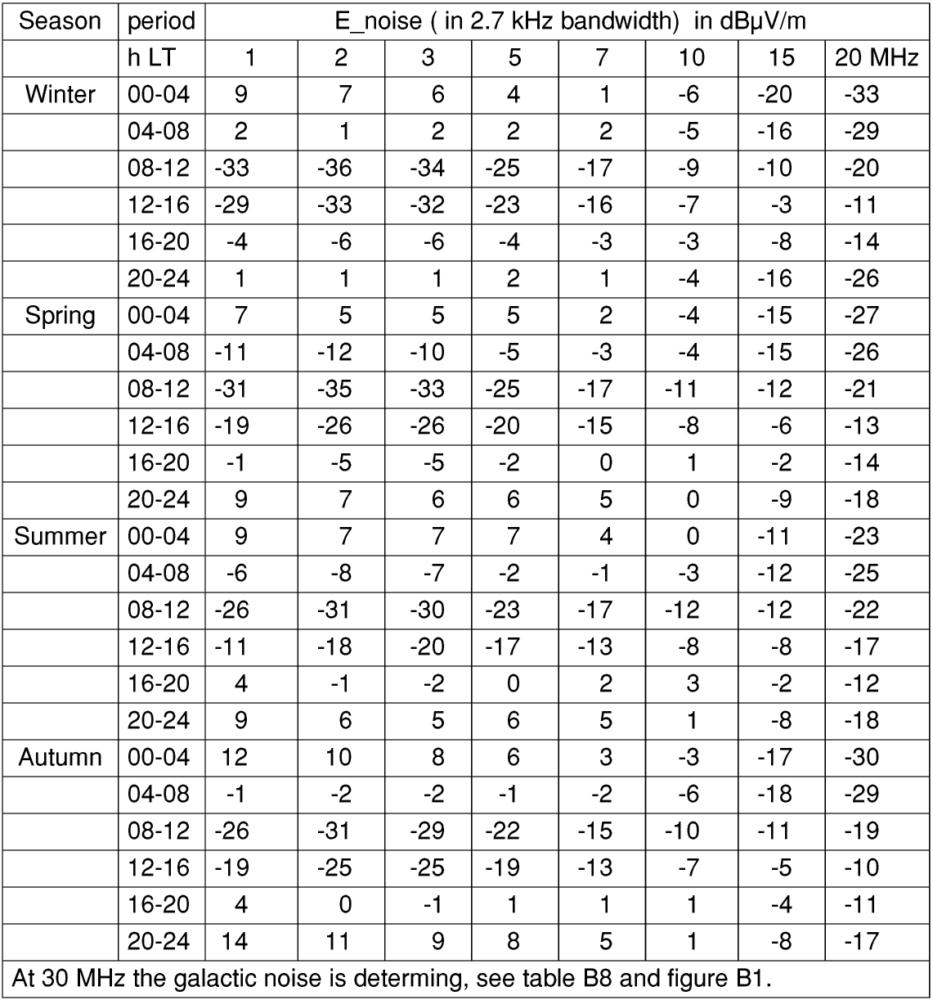 Season period E_noise ( in 2.7 kHz bandwidth) in dBµV/m
h LT 1 2 3 5 7 10 15 20 MHz
Winter 00-04 9 7 6 4 1 -6 -20 -33
04-08 2 1 2 2 2 -5 -16 -29
08-12 -33 -36 -34 -25 -17 -9 -10 -20
12-16 -29 -33 -32 -23 -16 -7 -3 -11
16-20 -4 -6 -6 -4 -3 -3 -8 -14
20-24 1 1 1 2 1 -4 -16 -26
Spring 00-04 7 5 5 5 2 -4 -15 -27
04-08 -11 -12 -10 -5 -3 -4 -15 -26
08-12 -31 -35 -33 -25 -17 -11 -12 -21
12-16 -19 -26 -26 -20 -15 -8 -6 -13
16-20 -1 -5 -5 -2 0 1 -2 -14
20-24 9 7 6 6 5 0 -9 -18
Summer 00-04 9 7 7 7 4 0 -11 -23
04-08 -6 -8 -7 -2 -1 -3 -12 -25
08-12 -26 -31 -30 -23 -17 -12 -12 -22
12-16 -11 -18 -20 -17 -13 -8 -8 -17
16-20 4 -1 -2 0 2 3 -2 -12
20-24 9 6 5 6 5 1 -8 -18
Autumn 00-04 12 10 8 6 3 -3 -17 -30
04-08 -1 -2 -2 -1 -2 -6 -18 -29
08-12 -26 -31 -29 -22 -15 -10 -11 -19
12-16 -19 -25 -25 -19 -13 -7 -5 -10
16-20 4 0 -1 1 1 1 -4 -11
20-24 14 11 9 8 5 1 -8 -17
At 30 MHz the galactic noise is determing, see table B8 and figure B1.